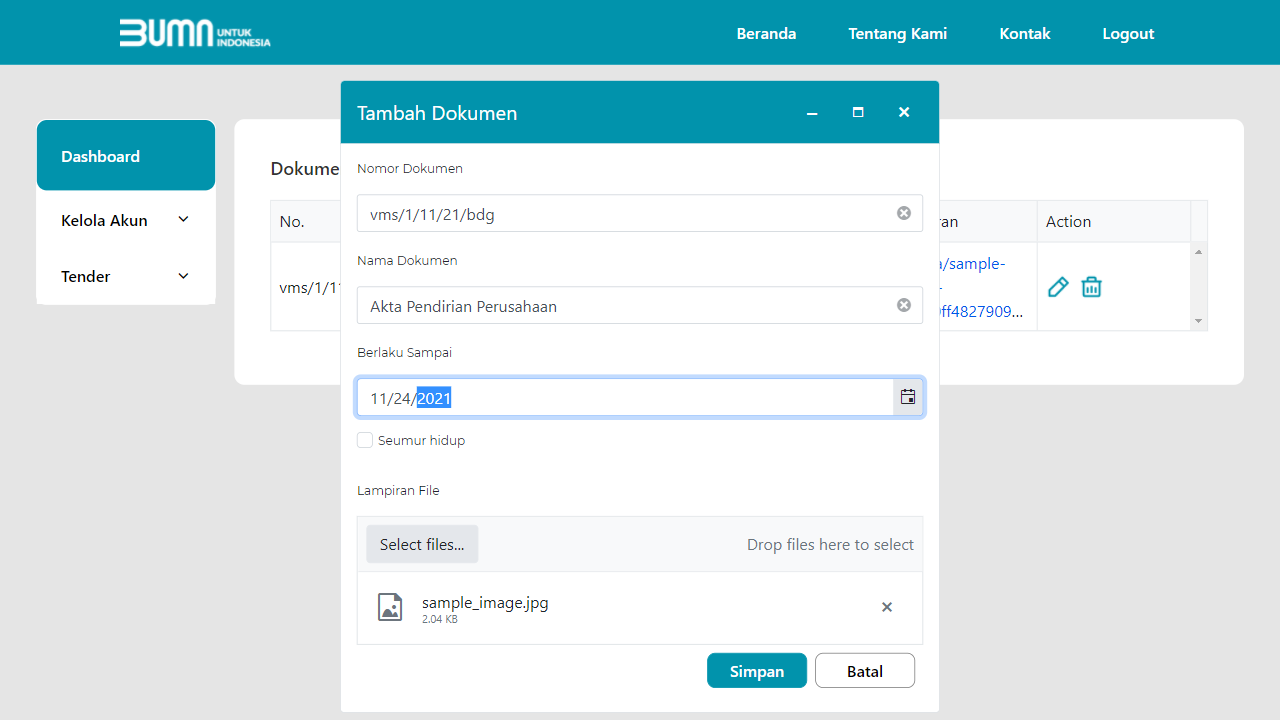 BUMN UNTUK INDONESIA
Beranda
Tentang Kami
Kontak
Logout
Dashboard
Kelola Akun
Tender
Dokume
No.
ran
Action
vms/1/1
a/sample-
-
0ff4827909...
Tambah Dokumen
Nomor Dokumen
vms/1/11/21/bdg
Nama Dokumen
Akta Pendirian Perusahaan
Berlaku Sampai
11/24/2021
Seumur hidup
Lampiran File
Select files...
Drop files here to select
sample_image.jpg
2.04 KB
Simpan
Batal